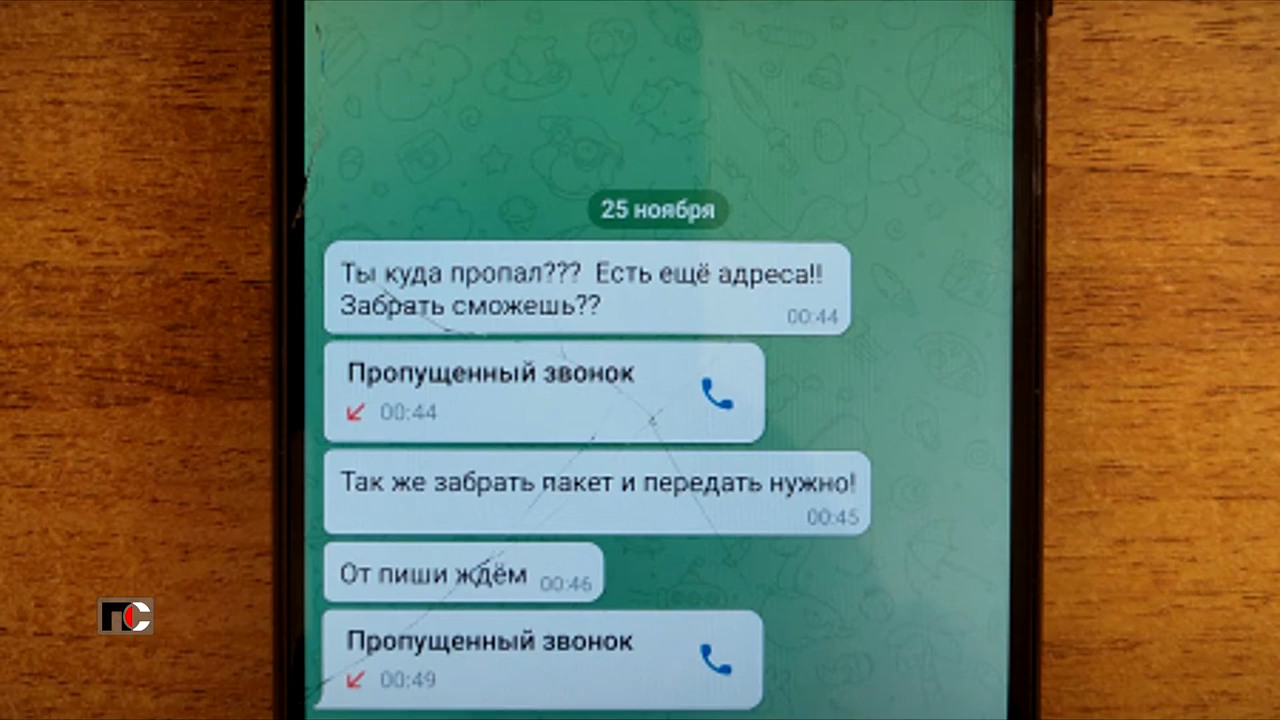 25 ноября
Ты куда пропал??? Есть ещё адреса!!
Забрать сможешь??
00:44
Пропущенный звонок
00:44
Так же забрать пакет и передать нужно!
00:45
От пиши ждём 00:46
Пропущенный звонок
00:49
ПС